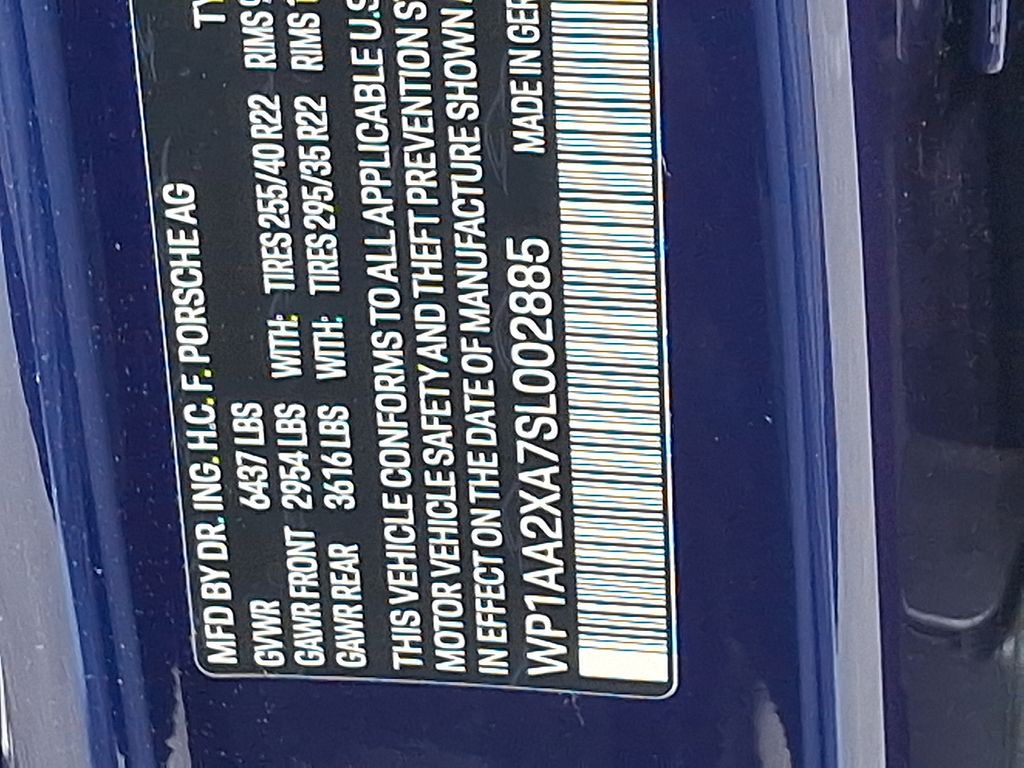 MFD BY DR. ING. H.C. F. PORSCHE AG
GVWR 6437 LBS
GAWR FRONT 2954 LBS WITH: TIRES 255/40 R22 RIMS
GAWR REAR 3616 LBS WITH: TIRES 295/35 R22 RIMS
THIS VEHICLE CONFORMS TO ALL APPLICABLE U.S
MOTOR VEHICLE SAFETY AND THEFT PREVENTION
IN EFFECT ON THE DATE OF MANUFACTURE SHOWN
WP1AA2XA7SL002885 MADE IN GER